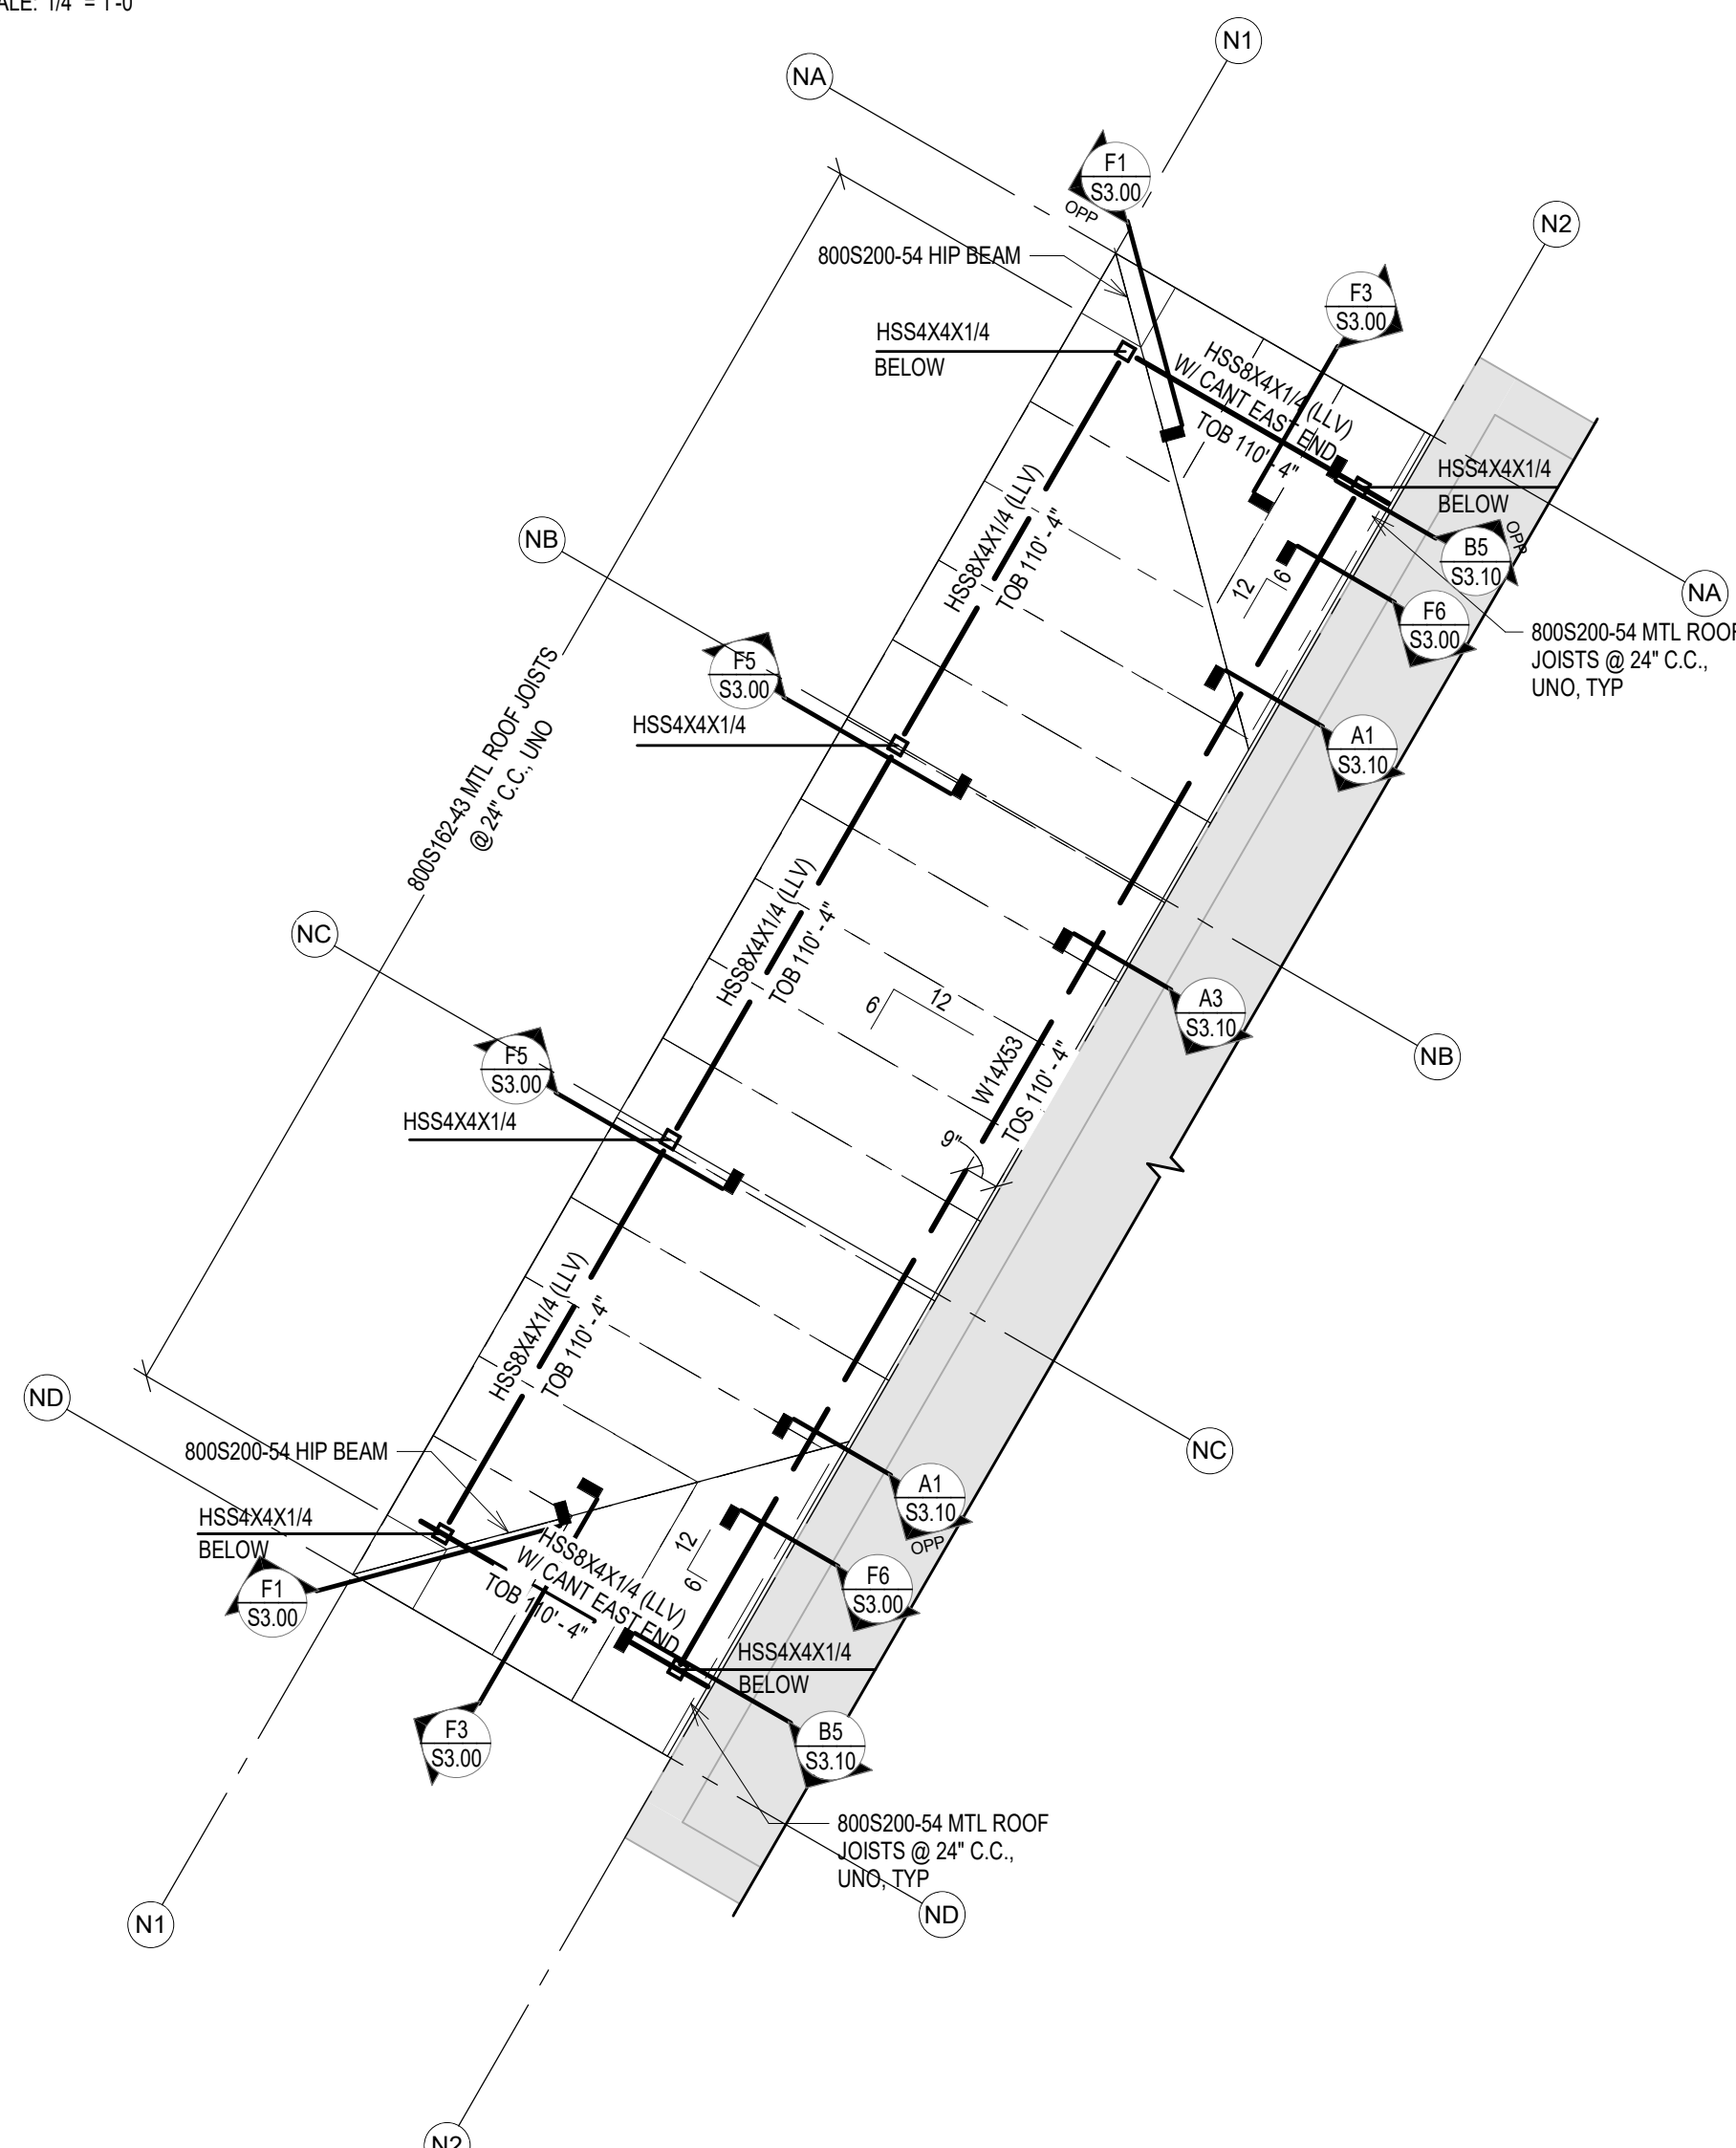 ALE: 1/4" = 1'-0"
N1
NA
F1
S3.00
OPP
N2
800S200-54 HIP BEAM
F3
S3.00
HSS4X4X1/4
BELOW
HSS8X4X1/4 (LLV)
W/ CANT EAST END
TOB 110' - 4"
HSS4X4X1/4
BELOW
HSS8X4X1/4 (LLV)
TOB 110' - 4"
NB
B5
S3.10
OPP
12
6
NA
F6
S3.00
800S200-54 MTL ROOF
JOISTS @ 24" C.C.,
UNO, TYP
F5
S3.00
800S162-43 MTL ROOF JOISTS
@ 24" C.C., UNO
HSS4X4X1/4
A1
S3.10
NC
HSS8X4X1/4 (LLV)
TOB 110' - 4"
6
12
A3
S3.10
NB
F5
S3.00
W14X53
TOS 110' - 4"
HSS4X4X1/4
9"
HSS8X4X1/4 (LLV)
TOB 110' - 4"
ND
800S200-54 HIP BEAM
NC
A1
S3.10
OPP
HSS4X4X1/4
BELOW
12
6
HSS8X4X1/4 (LLV)
W/ CANT EAST END
TOB 110' - 4"
F1
S3.00
F6
S3.00
HSS4X4X1/4
BELOW
F3
S3.00
B5
S3.10
800S200-54 MTL ROOF
JOISTS @ 24" C.C.,
UNO, TYP
N1
ND
N2